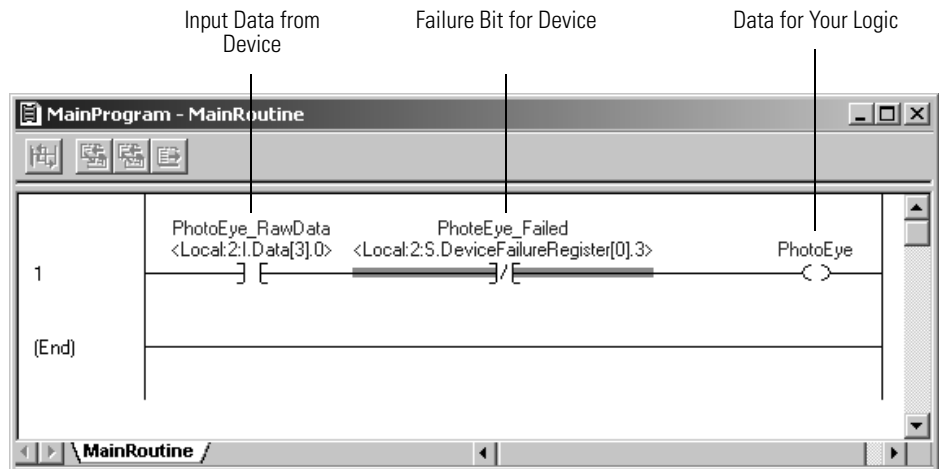 Input Data from
Device
Failure Bit for Device
Data for Your Logic
MainProgram - MainRoutine
PhotoEye_RawData
<Local:2:I.Data[3].0>
PhoteEye_Failed
<Local:2:S.DeviceFailureRegister[0].3>
PhotoEye
1
(End)
MainRoutine